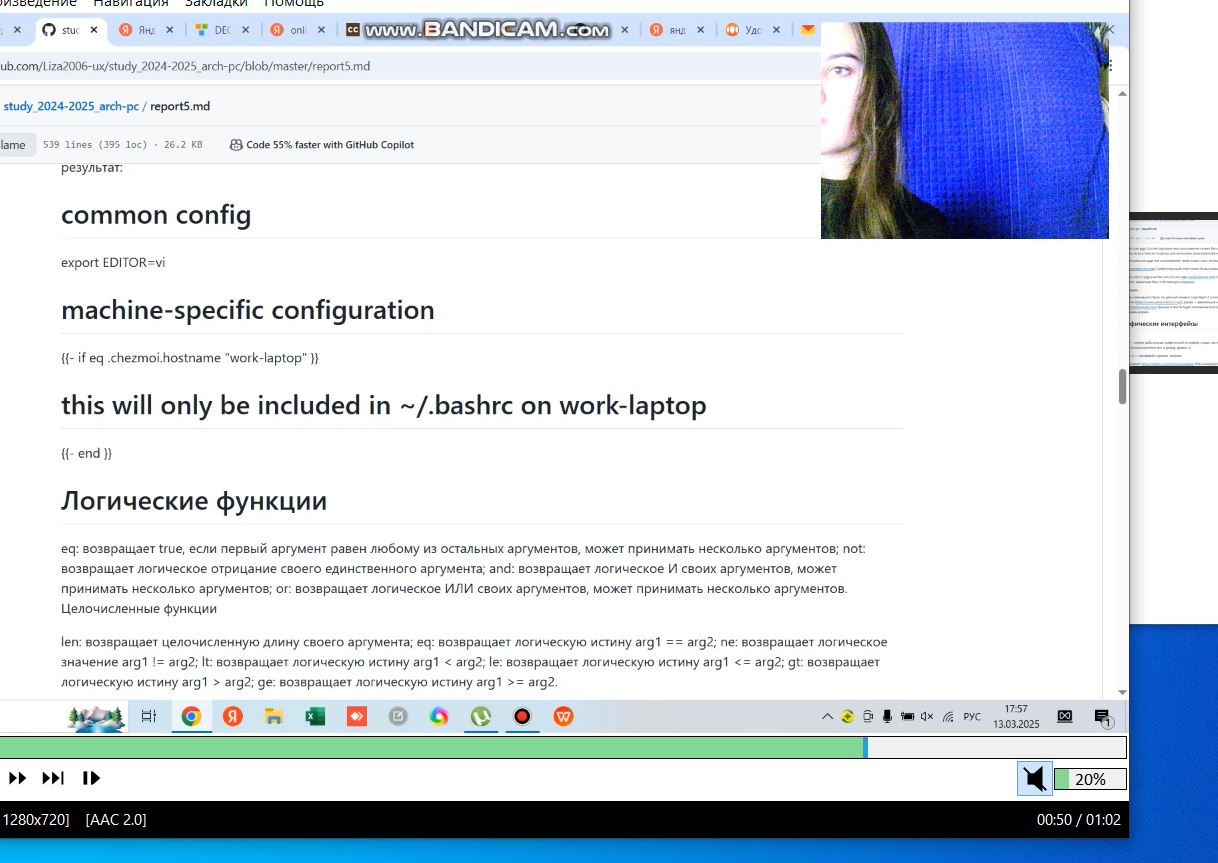 оизведение Навигация Закладки Помощь
stuc Янд DEC onli www.BANDICAM.com янд Удо
ub.com/Liza2006-ux/study_2024-2025_arch-pc/blob/master/report5.md
study_2024-2025_arch-pc / report5.md
lame 539 lines (395 loc) · 26.2 KB Code 55% faster with GitHub Copilot
результат:
common config
export EDITOR=vi
machine-specific configuration
{{- if eq .chezmoi.hostname "work-laptop" }}
this will only be included in ~/.bashrc on work-laptop
{{- end }}
Логические функции
eq: возвращает true, если первый аргумент равен любому из остальных аргументов, может принимать несколько аргументов; not:
возвращает логическое отрицание своего единственного аргумента; and: возвращает логическое И своих аргументов, может
принимать несколько аргументов; or: возвращает логическое ИЛИ своих аргументов, может принимать несколько аргументов.
Целочисленные функции
len: возвращает целочисленную длину своего аргумента; eq: возвращает логическую истину arg1 == arg2; ne: возвращает логическое
значение arg1 != arg2; lt: возвращает логическую истину arg1 < arg2; le: возвращает логическую истину arg1 <= arg2; gt: возвращает
логическую истину arg1 > arg2; ge: возвращает логическую истину arg1 >= arg2.
фические интерфейсы
РУС
17:57
13.03.2025
1
20%
1280x720] [AAC 2.0] 00:50 / 01:02